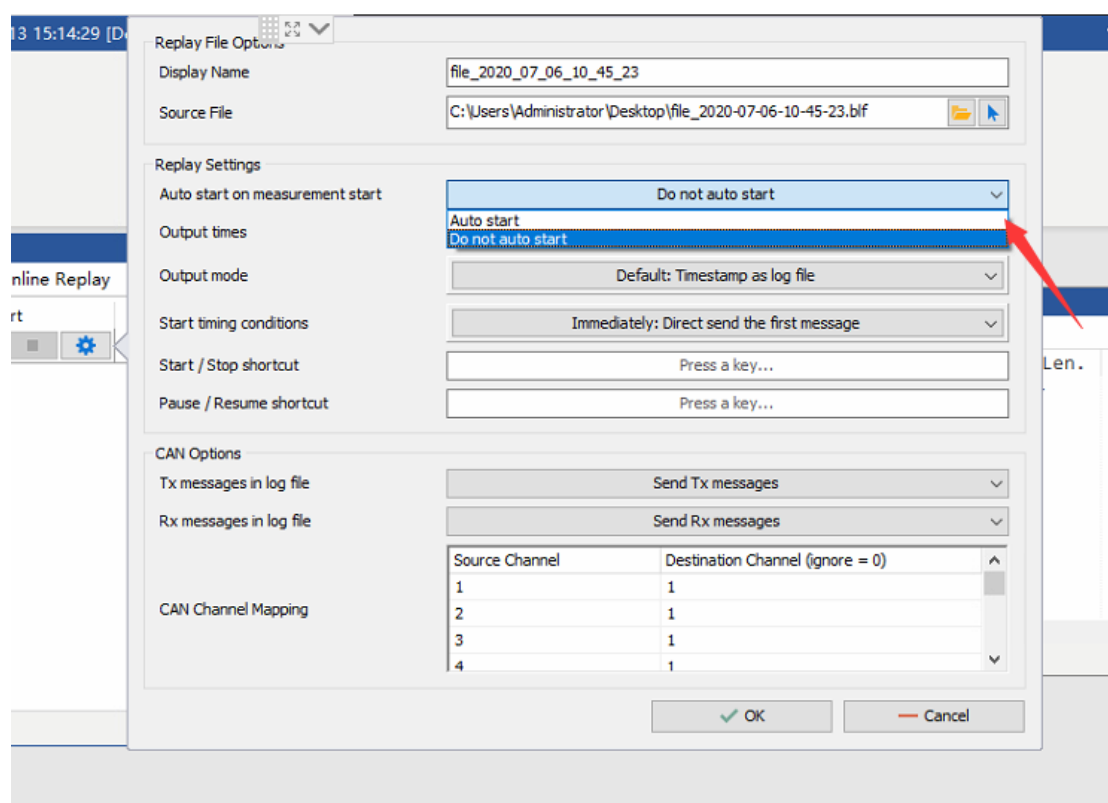 13 15:14:29 [D
Replay File
Display Name
file_2020_07_06_10_45_23
Source File
C:\Users\Administrator\Desktop\file_2020-07-06-10-45-23.blf
Replay Settings
Auto start on measurement start
Do not auto start
Auto start
Do not auto start
Output times
nline Replay
Output mode
Default: Timestamp as log file
rt
Start timing conditions
Immediately: Direct send the first message
Start / Stop shortcut
Press a key...
Len.
Pause / Resume shortcut
Press a key...
CAN Options
Tx messages in log file
Send Tx messages
Rx messages in log file
Send Rx messages
Source Channel
Destination Channel (ignore = 0)
CAN Channel Mapping
1 1
2 1
3 1
4 1
OK
Cancel